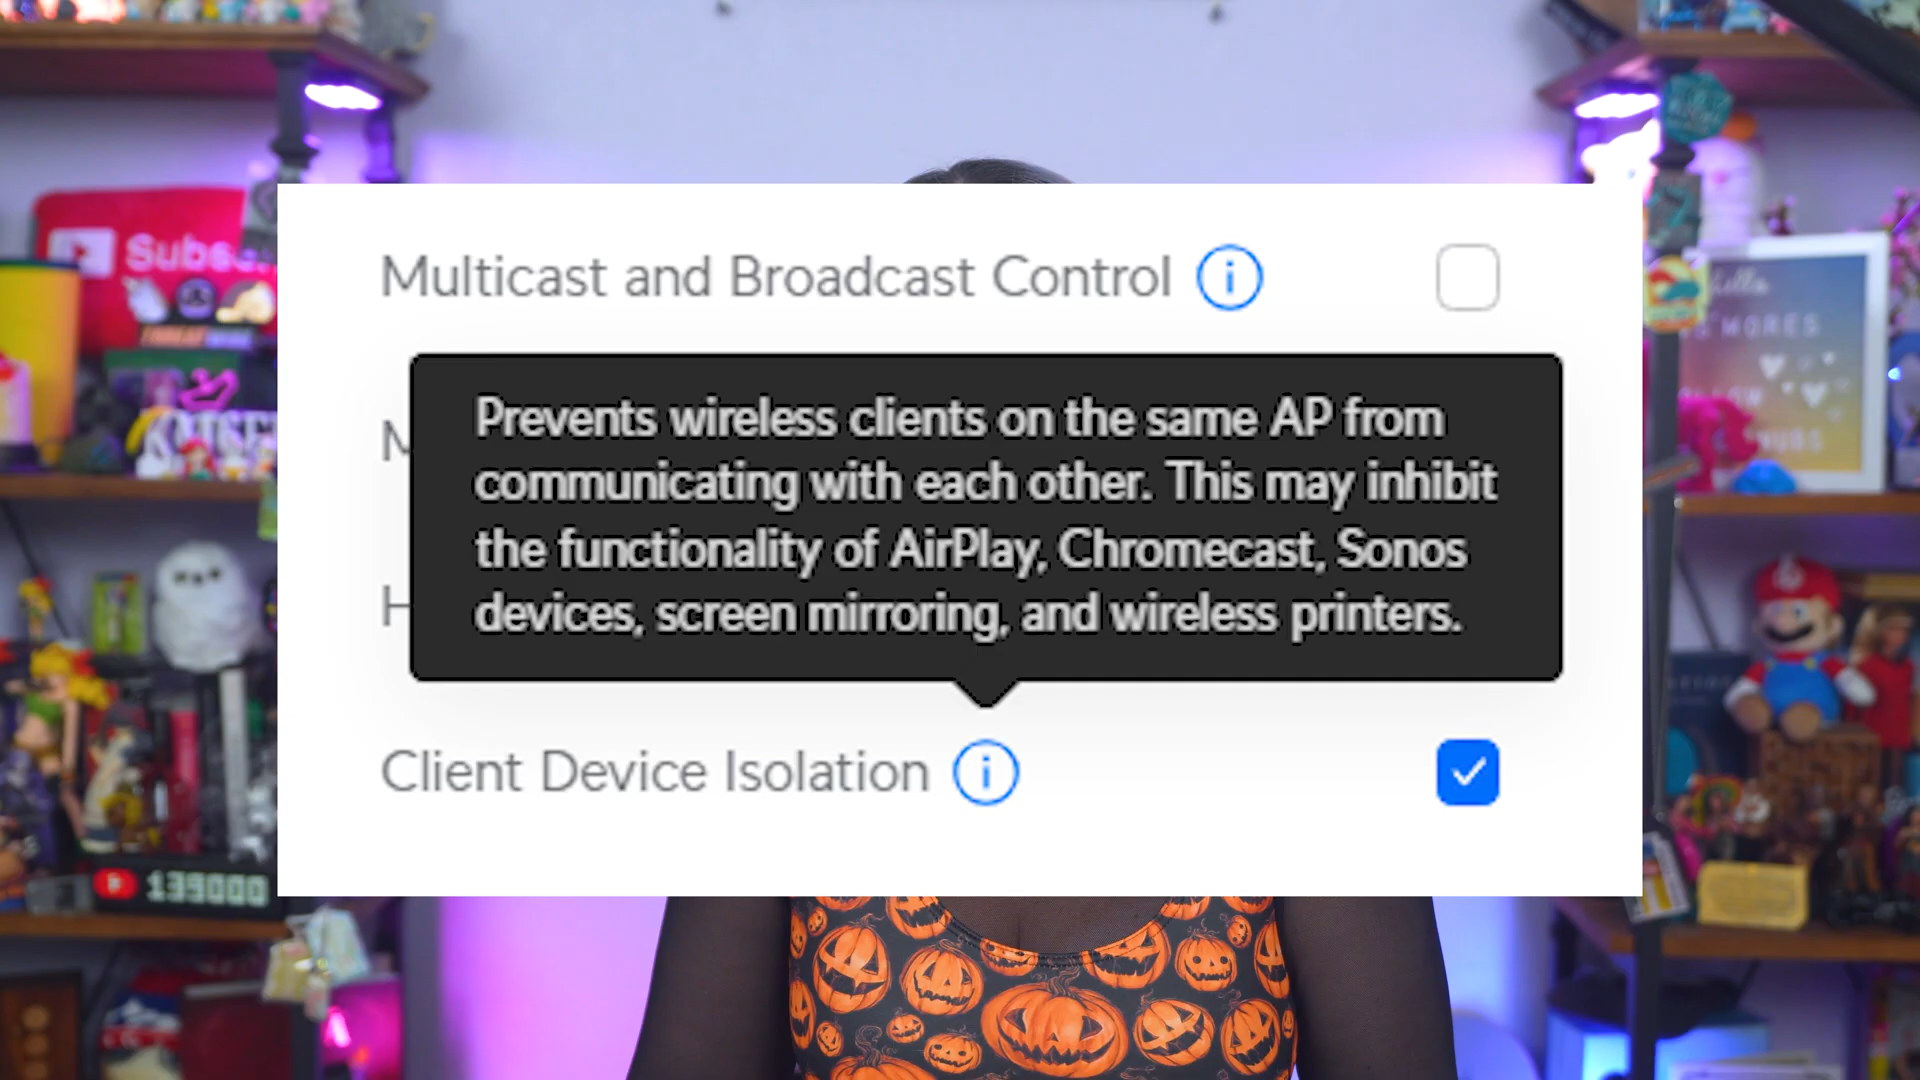 Multicast and Broadcast Control
Prevents wireless clients on the same AP from
communicating with each other. This may inhibit
the functionality of AirPlay, Chromecast, Sonos
devices, screen mirroring, and wireless printers.
Client Device Isolation
139000